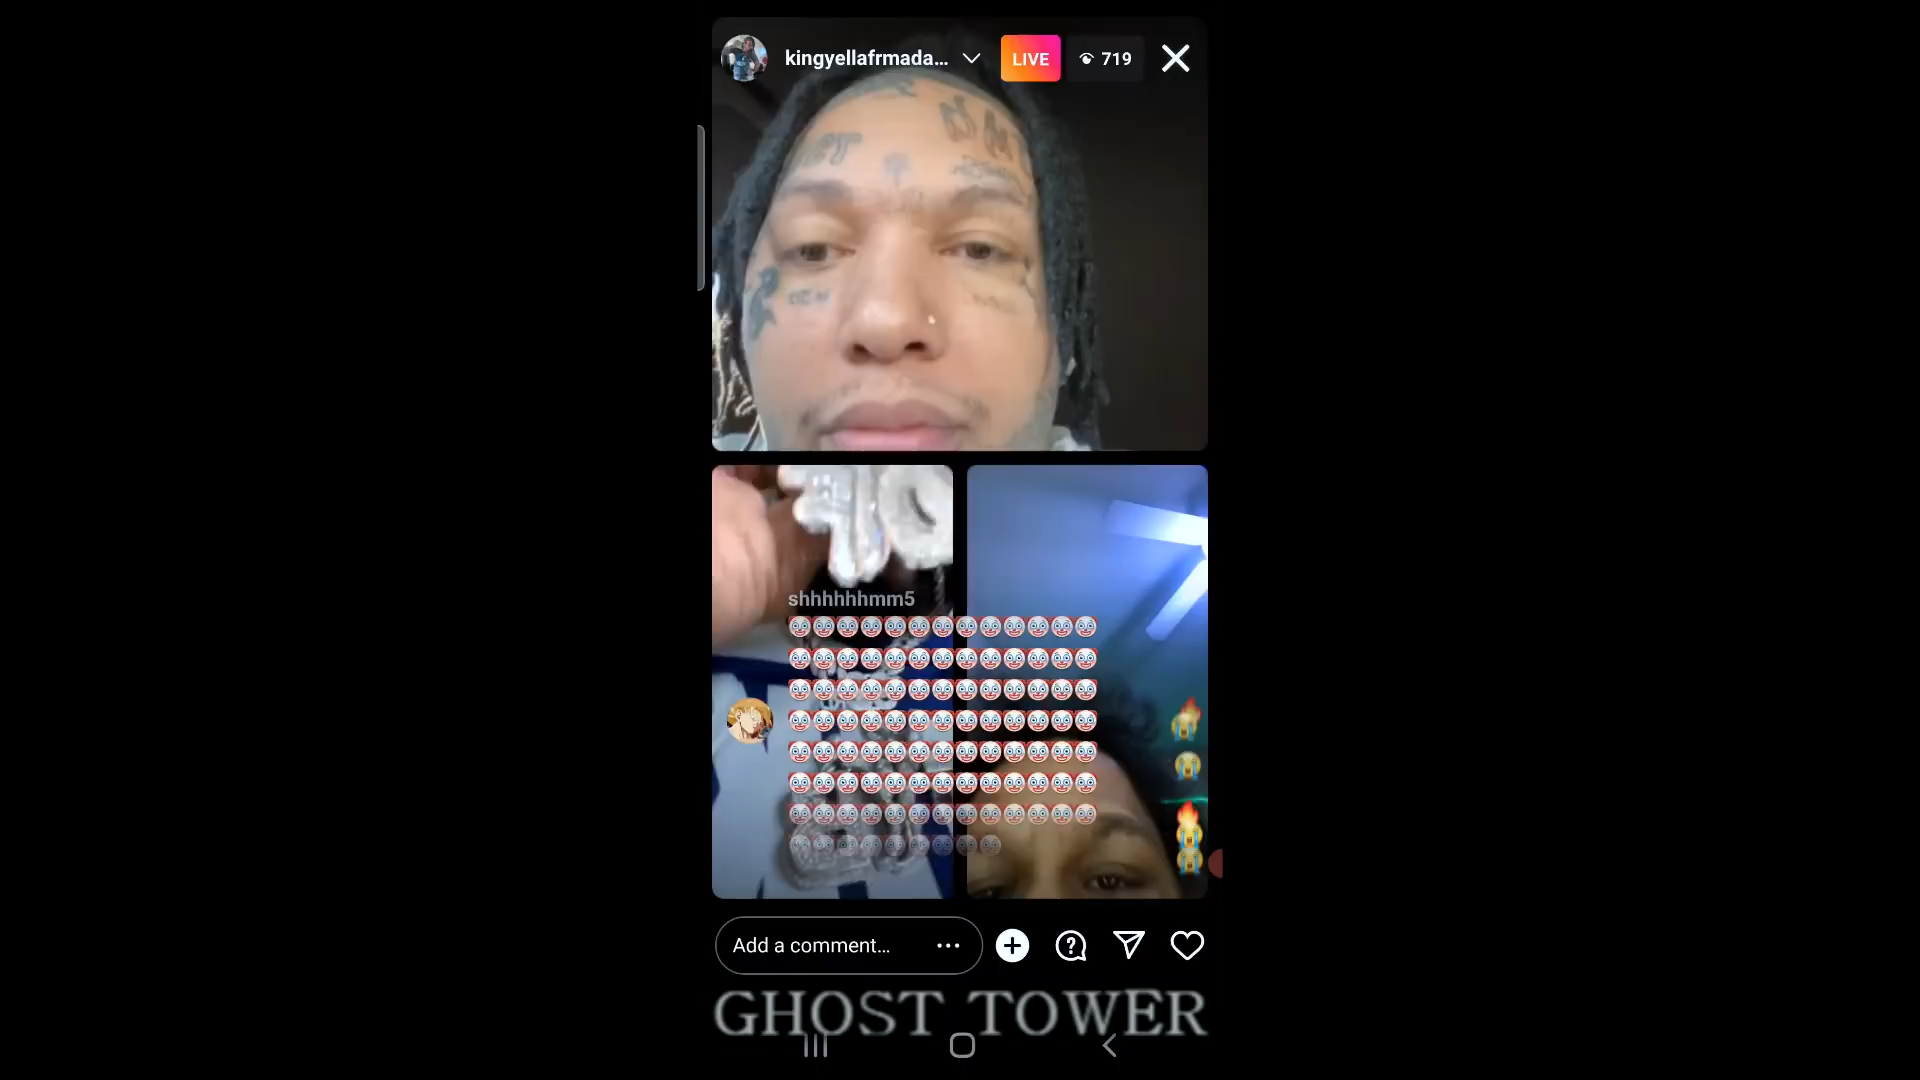 kingyellafrmada...
LIVE
719
shhhhhhmm5
Add a comment...
GHOST TOWER